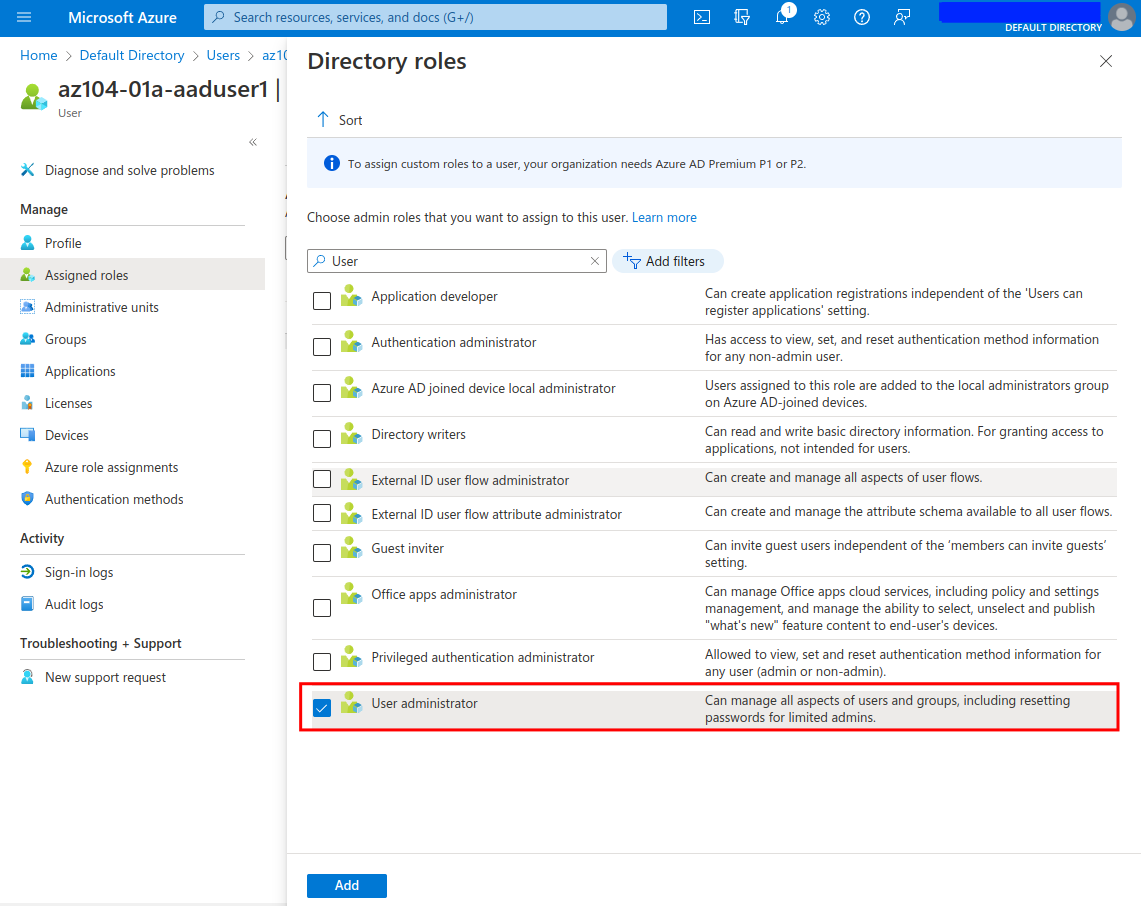 Microsoft Azure
Search resources, services, and docs (G+/)
1
DEFAULT DIRECTORY
Home > Default Directory > Users > az10
az104-01a-aaduser1 |
User
«
Diagnose and solve problems
Manage
Profile
Assigned roles
Administrative units
Groups
Applications
Licenses
Devices
Azure role assignments
Authentication methods
Activity
Sign-in logs
Audit logs
Troubleshooting + Support
New support request
Directory roles
Sort
To assign custom roles to a user, your organization needs Azure AD Premium P1 or P2.
Choose admin roles that you want to assign to this user. Learn more
User
Add filters
Application developer
Can create application registrations independent of the 'Users can
register applications' setting.
Authentication administrator
Has access to view, set, and reset authentication method information
for any non-admin user.
Azure AD joined device local administrator
Users assigned to this role are added to the local administrators group
on Azure AD-joined devices.
Directory writers
Can read and write basic directory information. For granting access to
applications, not intended for users.
External ID user flow administrator
Can create and manage all aspects of user flows.
External ID user flow attribute administrator
Can create and manage the attribute schema available to all user flows.
Guest inviter
Can invite guest users independent of the ‘members can invite guests’
setting.
Office apps administrator
Can manage Office apps cloud services, including policy and settings
management, and manage the ability to select, unselect and publish
"what's new" feature content to end-user's devices.
Privileged authentication administrator
Allowed to view, set and reset authentication method information for
any user (admin or non-admin).
User administrator
Can manage all aspects of users and groups, including resetting
passwords for limited admins.
Add